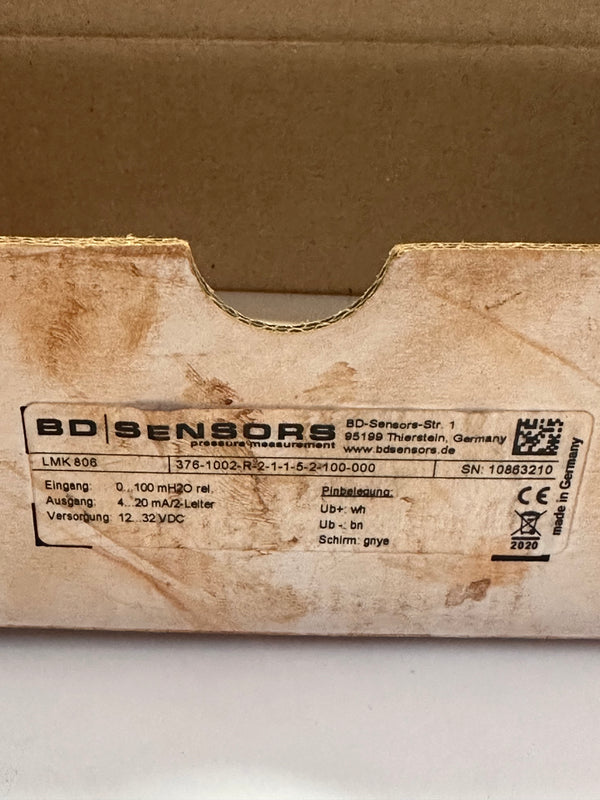 BD|SENSORS
pressure measurement
BD-Sensors-Str. 1
95199 Thierstein, Germany
www.bdsensors.de
LMK 806
376-1002-R-2-1-1-5-2-100-000
SN: 10863210
Eingang: 0...100 mH2O rel.
Ausgang: 4...20 mA/2-Leiter
Versorgung: 12...32 VDC
Pinbelegung:
Ub+: wh
Ub -: bn
Schirm: gnye
CE
2020
made in Germany